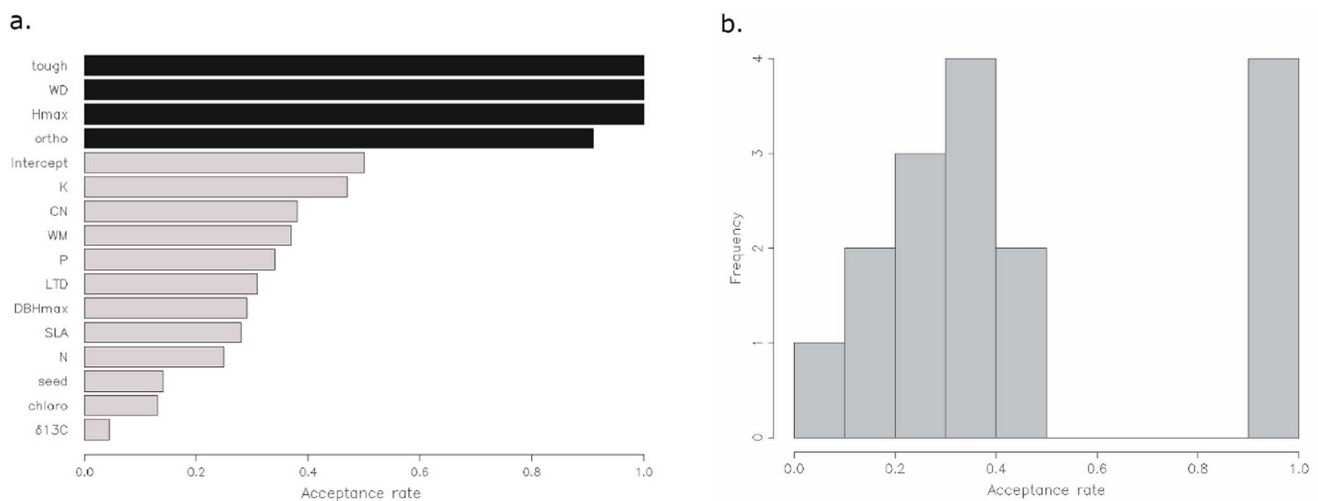 a.
tough
WD
Hmax
ortho
Intercept
K
CN
WM
P
LTD
DBHmax
SLA
N
seed
chloro
δ13C
0.0 0.2 0.4 0.6 0.8 1.0
Acceptance rate
b.
4
3
2
1
0
Frequency
0.0 0.2 0.4 0.6 0.8 1.0
Acceptance rate